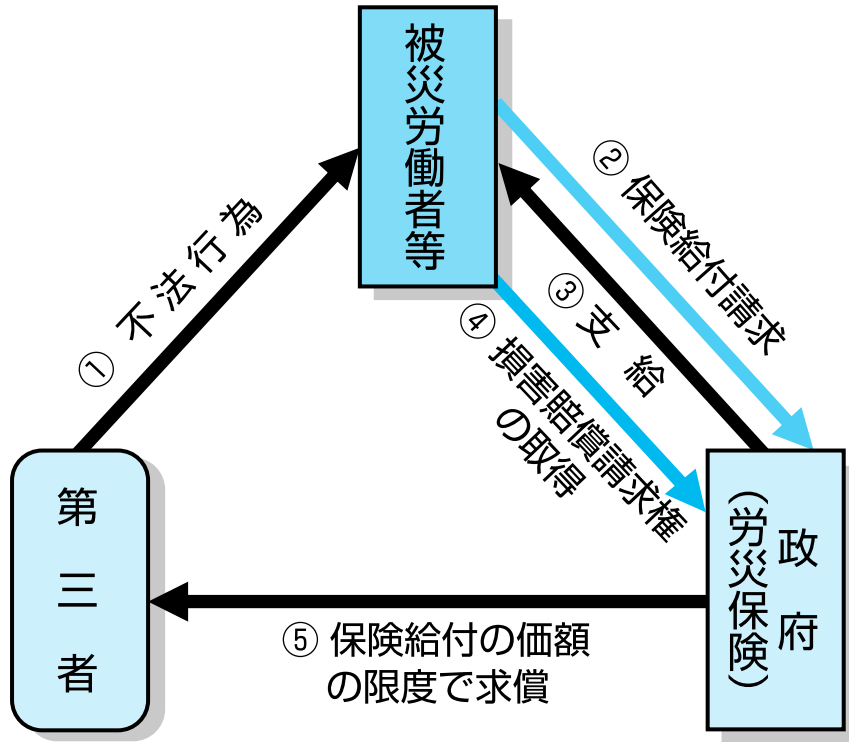 被災労働者等
① 不法行為
② 保険給付請求
③ 支給
④ 損害賠償請求権
の取得
第三者
政府
（労災保険）
⑤ 保険給付の価額
の限度で求償